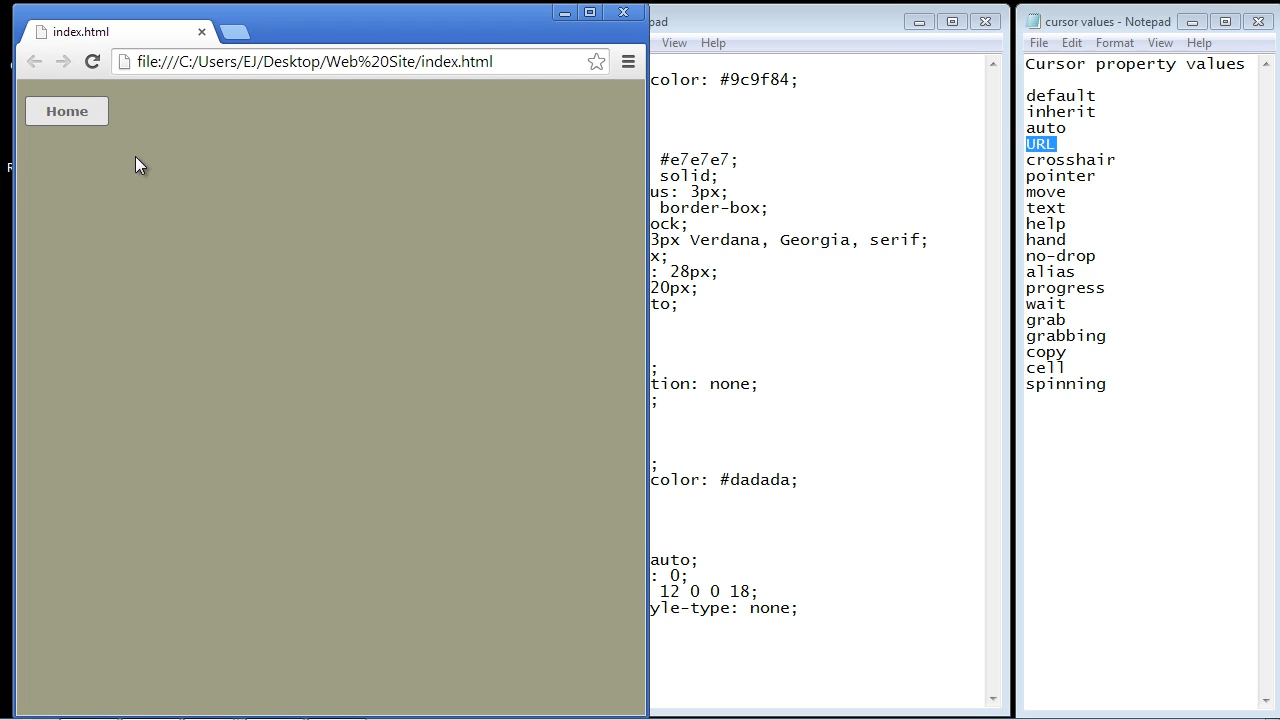 index.html
file:///C:/Users/EJ/Desktop/Web%20Site/index.html
Home
R
pad
View Help
color: #9c9f84;
#e7e7e7;
solid;
us: 3px;
border-box;
ock;
3px Verdana, Georgia, serif;
x;
: 28px;
20px;
to;
;
tion: none;
;
;
color: #dadada;
auto;
: 0;
12 0 0 18;
yle-type: none;
cursor values - Notepad
File Edit Format View Help
Cursor property values
default
inherit
auto
URL
crosshair
pointer
move
text
help
hand
no-drop
alias
progress
wait
grab
grabbing
copy
cell
spinning